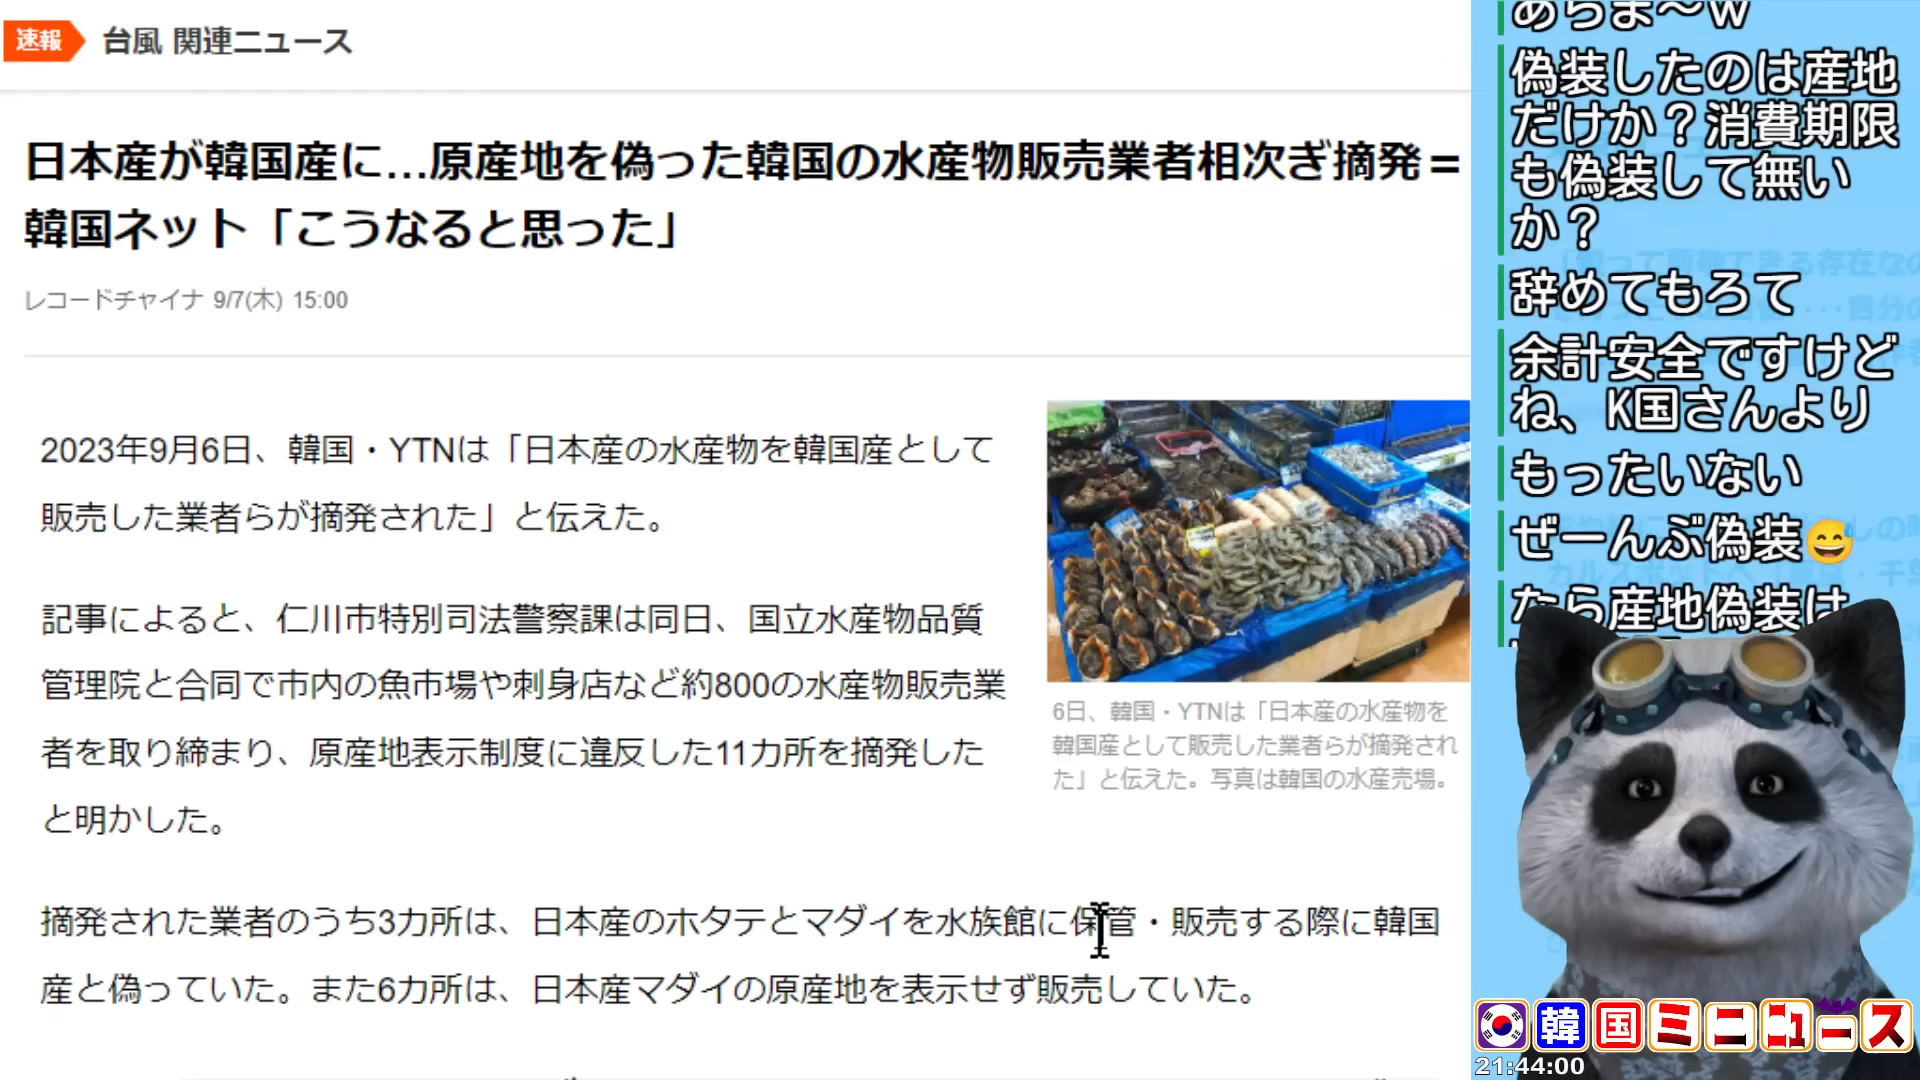 速報 台風 関連ニュース
日本産が韓国産に…原産地を偽った韓国の水産物販売業者相次ぎ摘発＝
韓国ネット「こうなると思った」
レコードチャイナ 9/7(木) 15:00
2023年9月6日、韓国・YTNは「日本産の水産物を韓国産として
販売した業者らが摘発された」と伝えた。
記事によると、仁川市特別司法警察課は同日、国立水産物品質
管理院と合同で市内の魚市場や刺身店など約800の水産物販売業
者を取り締まり、原産地表示制度に違反した11カ所を摘発した
と明かした。
6日、韓国・YTNは「日本産の水産物を
韓国産として販売した業者らが摘発され
た」と伝えた。写真は韓国の水産売場。
摘発された業者のうち3カ所は、日本産のホタテとマダイを水族館に保管・販売する際に韓国
産と偽っていた。また6カ所は、日本産マダイの原産地を表示せず販売していた。
あらま～w
偽装したのは産地
だけか？消費期限
も偽装して無い
か？
辞めてもろて
余計安全ですけど
ね、K国さんより
もったいない
ぜーんぶ偽装😅
なら産地偽装は
韓国ミニニュース
21:44:00